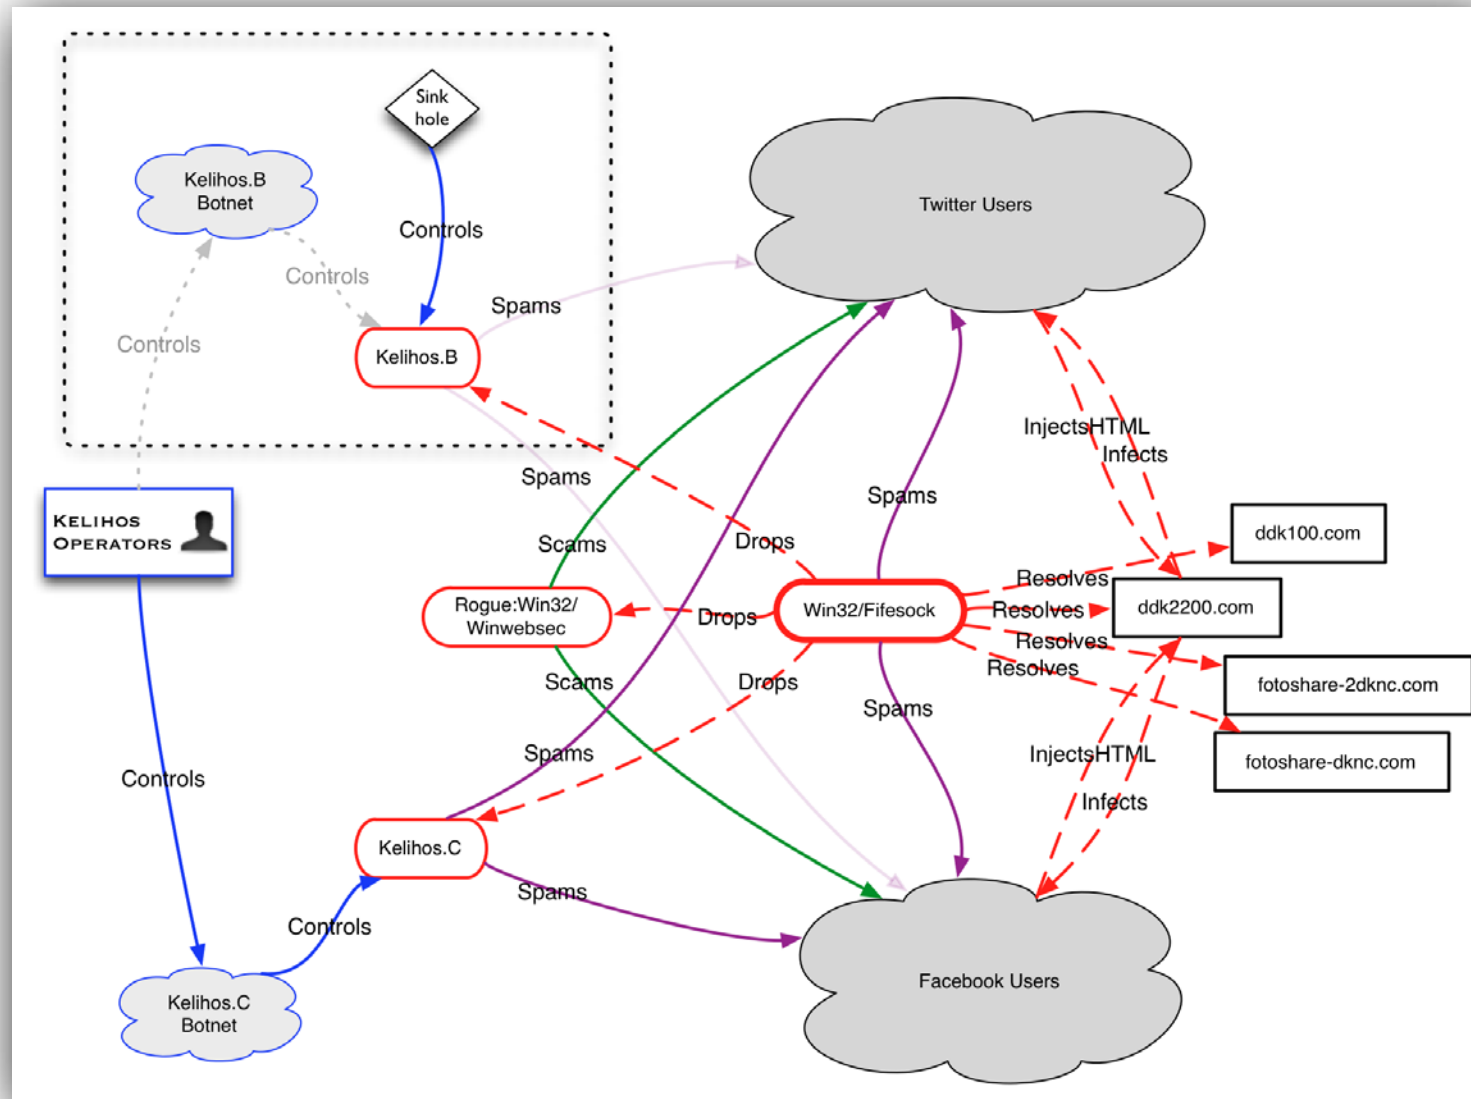 Sink
hole
Kelihos.B
Botnet
Controls
Controls
Controls
Spams
Kelihos.B
Twitter Users
Spams
KELIHOS
OPERATORS
InjectsHTML
Infects
Spams
Scams
Drops
Rogue:Win32/
Winwebsec
Drops
Win32/Fifesock
Resolves
Resolves
Resolves
Resolves
ddk100.com
ddk2200.com
fotoshare-2dknc.com
fotoshare-dknc.com
Scams
Drops
Spams
Spams
InjectsHTML
Infects
Controls
Kelihos.C
Spams
Controls
Kelihos.C
Botnet
Facebook Users